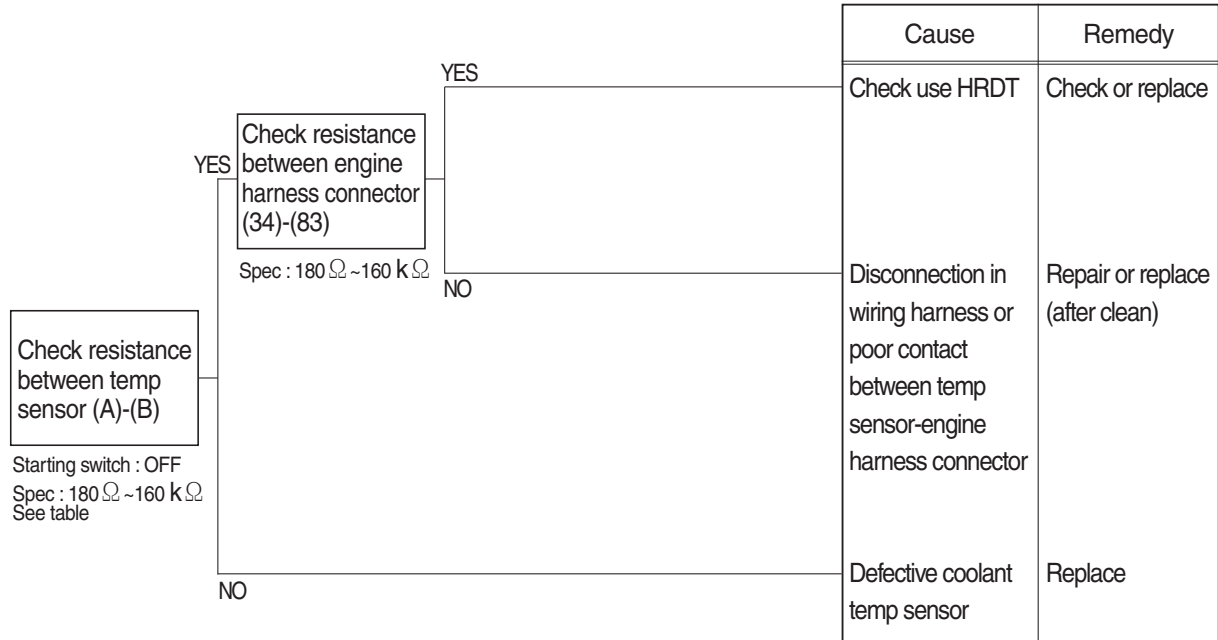 Cause Remedy
YES
Check use HRDT Check or replace
Check resistance
between engine
harness connector
(34)-(83)
YES
Spec : 180 Ω ~160 kΩ
NO
Disconnection in Repair or replace
wiring harness or (after clean)
poor contact
between temp
sensor-engine
harness connector
Check resistance
between temp
sensor (A)-(B)
Starting switch : OFF
Spec : 180 Ω ~160 kΩ
See table
NO
Defective coolant Replace
temp sensor